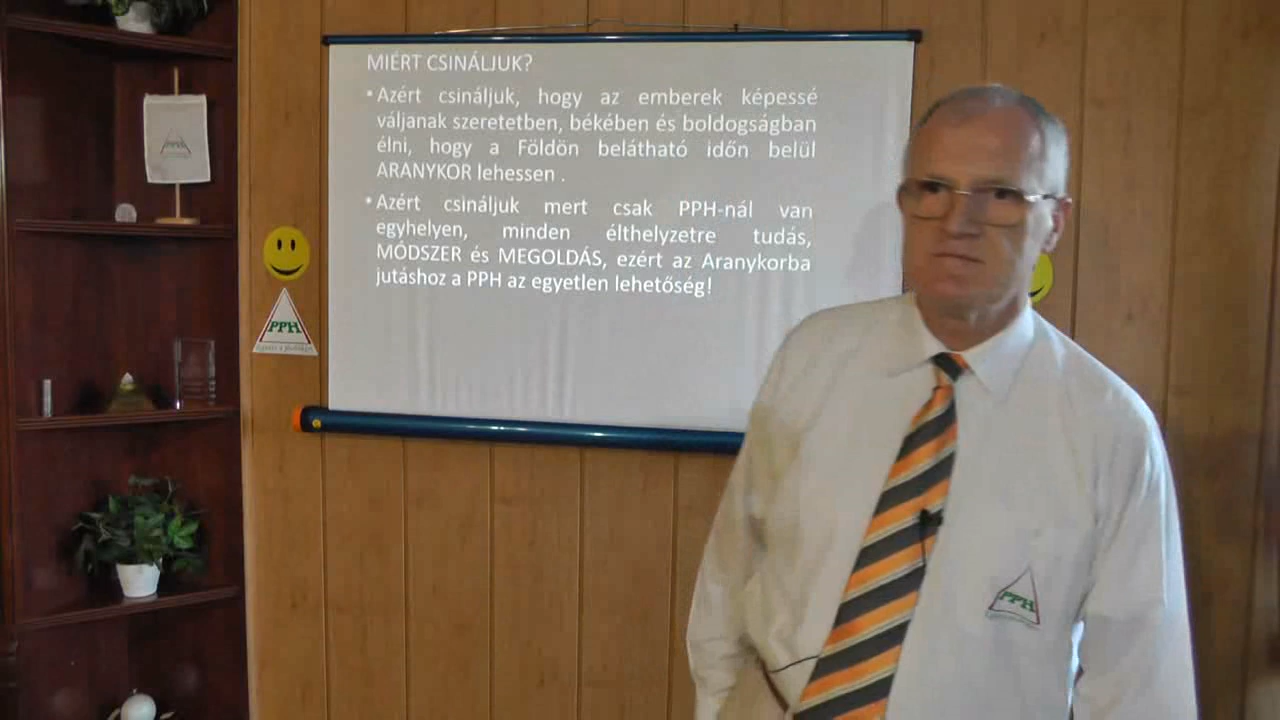 MIÉRT CSINÁLJUK?
• Azért csináljuk, hogy az emberek képessé
váljanak szeretetben, békében és boldogságban
élni, hogy a Földön belátható időn belül
ARANYKOR lehessen .
• Azért csináljuk mert csak PPH-nál van
egyhelyen, minden élthelyzetre tudás,
MÓDSZER és MEGOLDÁS, ezért az Aranykorba
jutáshoz a PPH az egyetlen lehetőség!
PPH
PPH
PPH